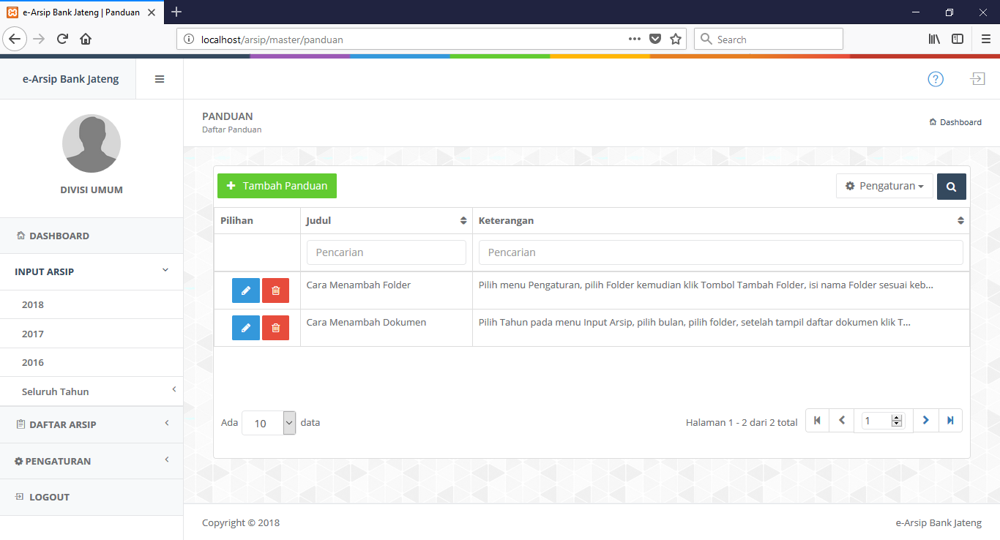 e-Arsip Bank Jateng | Panduan
localhost/arsip/master/panduan
Search
e-Arsip Bank Jateng
?
PANDUAN
Daftar Panduan
Dashboard
DIVISI UMUM
DASHBOARD
INPUT ARSIP
2018
2017
2016
Seluruh Tahun
DAFTAR ARSIP
PENGATURAN
LOGOUT
Tambah Panduan
Pengaturan
Pilihan Judul Keterangan
Pencarian Pencarian
Cara Menambah Folder Pilih menu Pengaturan, pilih Folder kemudian klik Tombol Tambah Folder, isi nama Folder sesuai keb...
Cara Menambah Dokumen Pilih Tahun pada menu Input Arsip, pilih bulan, pilih folder, setelah tampil daftar dokumen klik T...
Ada 10 data
Halaman 1 - 2 dari 2 total 1
Copyright © 2018
e-Arsip Bank Jateng